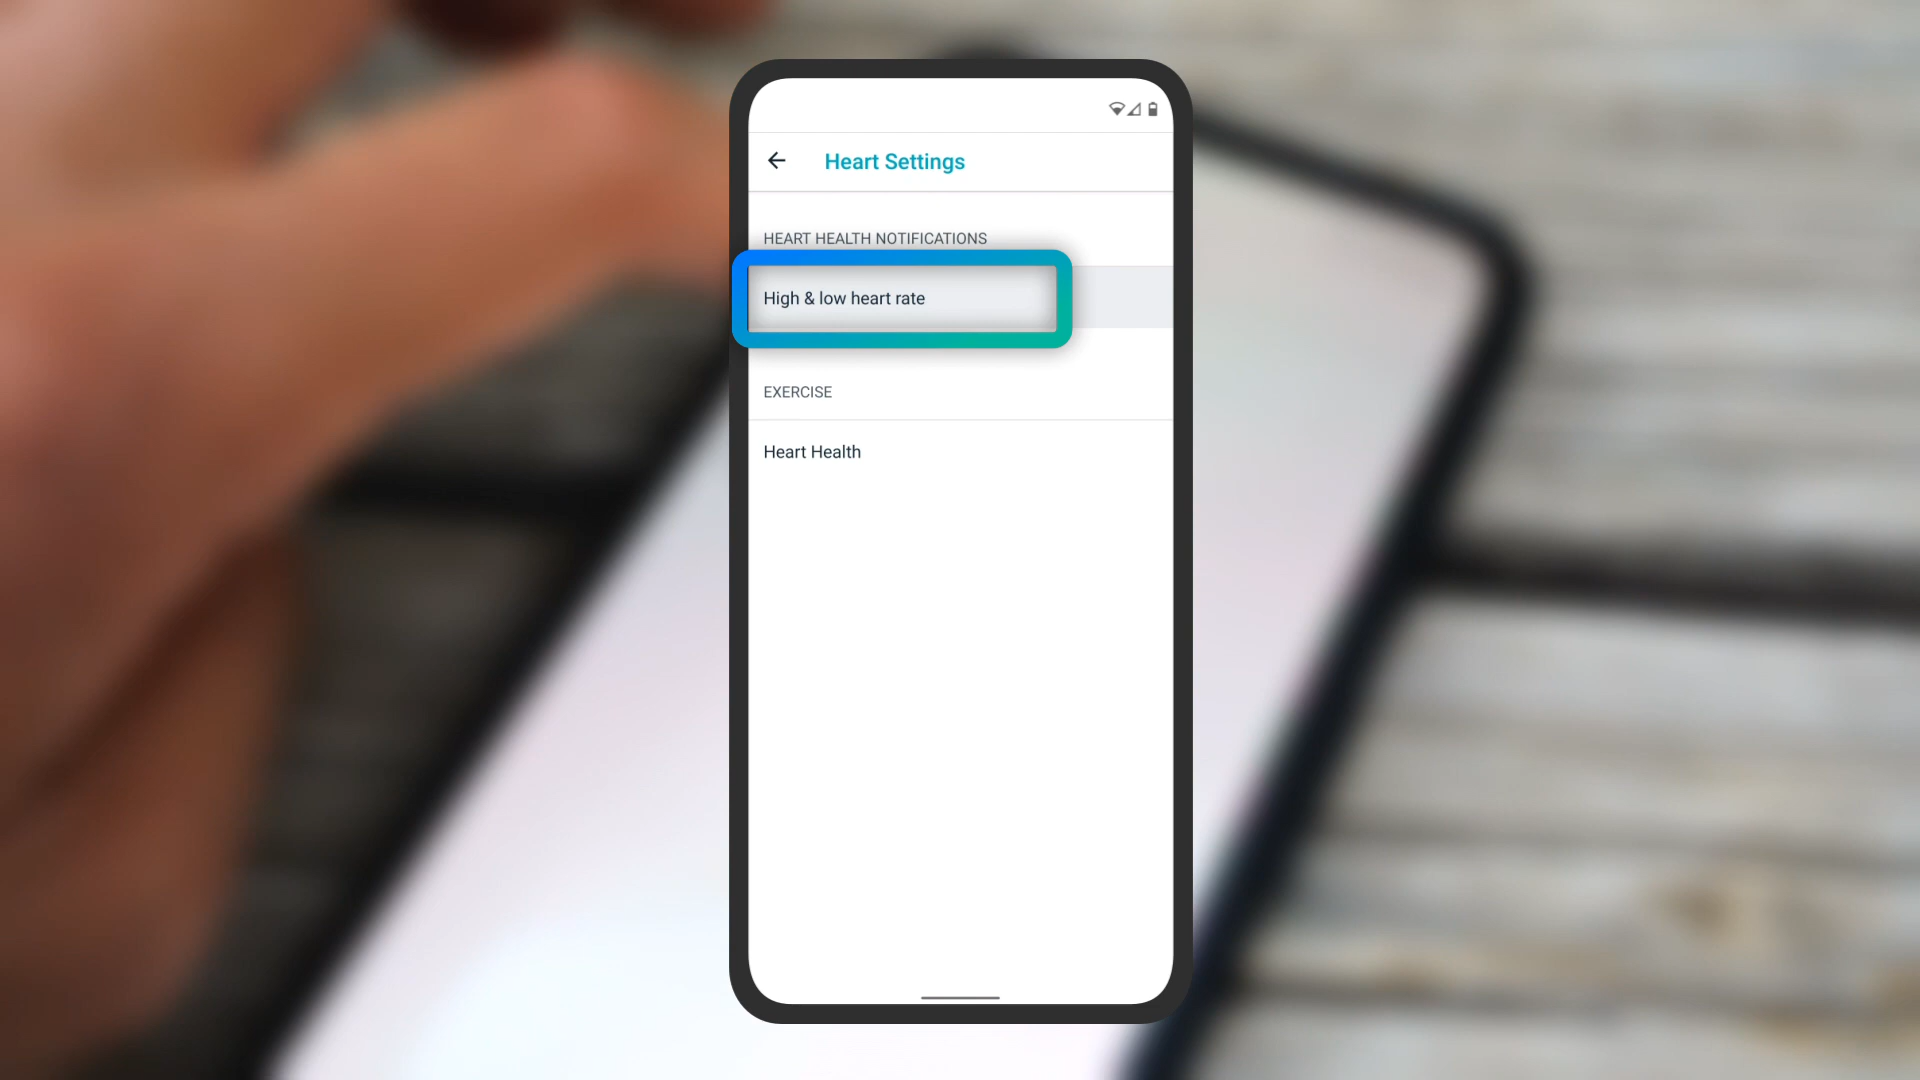 Heart Settings
HEART HEALTH NOTIFICATIONS
High & low heart rate
EXERCISE
Heart Health